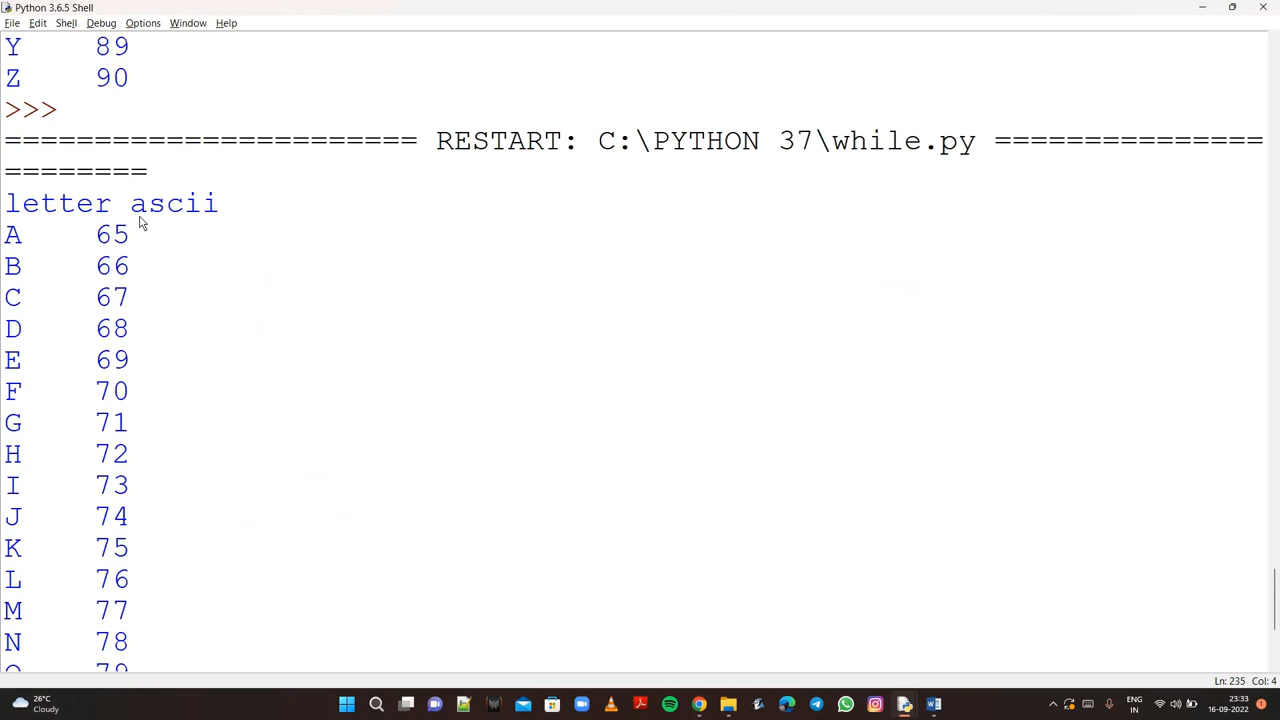 Python 3.6.5 Shell
File Edit Shell Debug Options Window Help
Y 89
Z 90
>>>
======================= RESTART: C:\PYTHON 37\while.py ===============
========
letter ascii
A 65
B 66
C 67
D 68
E 69
F 70
G 71
H 72
I 73
J 74
K 75
L 76
M 77
N 78
O 79
Ln: 235 Col: 4
26°C
Cloudy
ENG
IN
23:33
16-09-2022